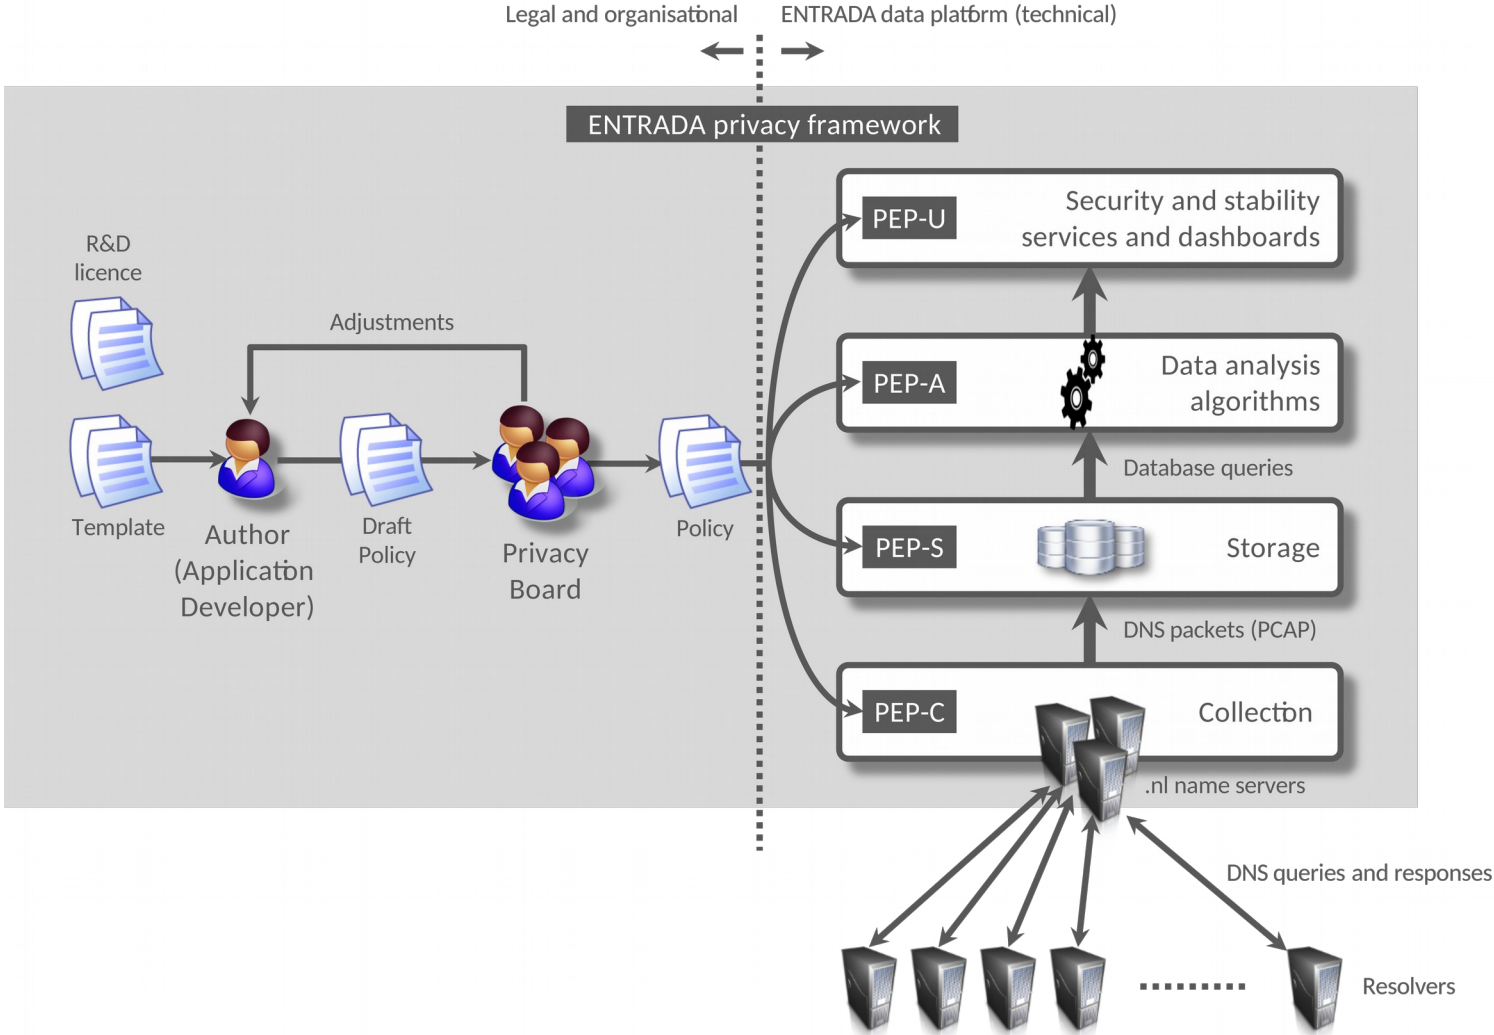 Legal and organisational
ENTRADA data platform (technical)
ENTRADA privacy framework
R&D
licence
Adjustments
Template
Author
(Application
Developer)
Draft
Policy
Privacy
Board
Policy
PEP-U
Security and stability
services and dashboards
PEP-A
Data analysis
algorithms
Database queries
PEP-S
Storage
DNS packets (PCAP)
PEP-C
Collection
.nl name servers
DNS queries and responses
Resolvers